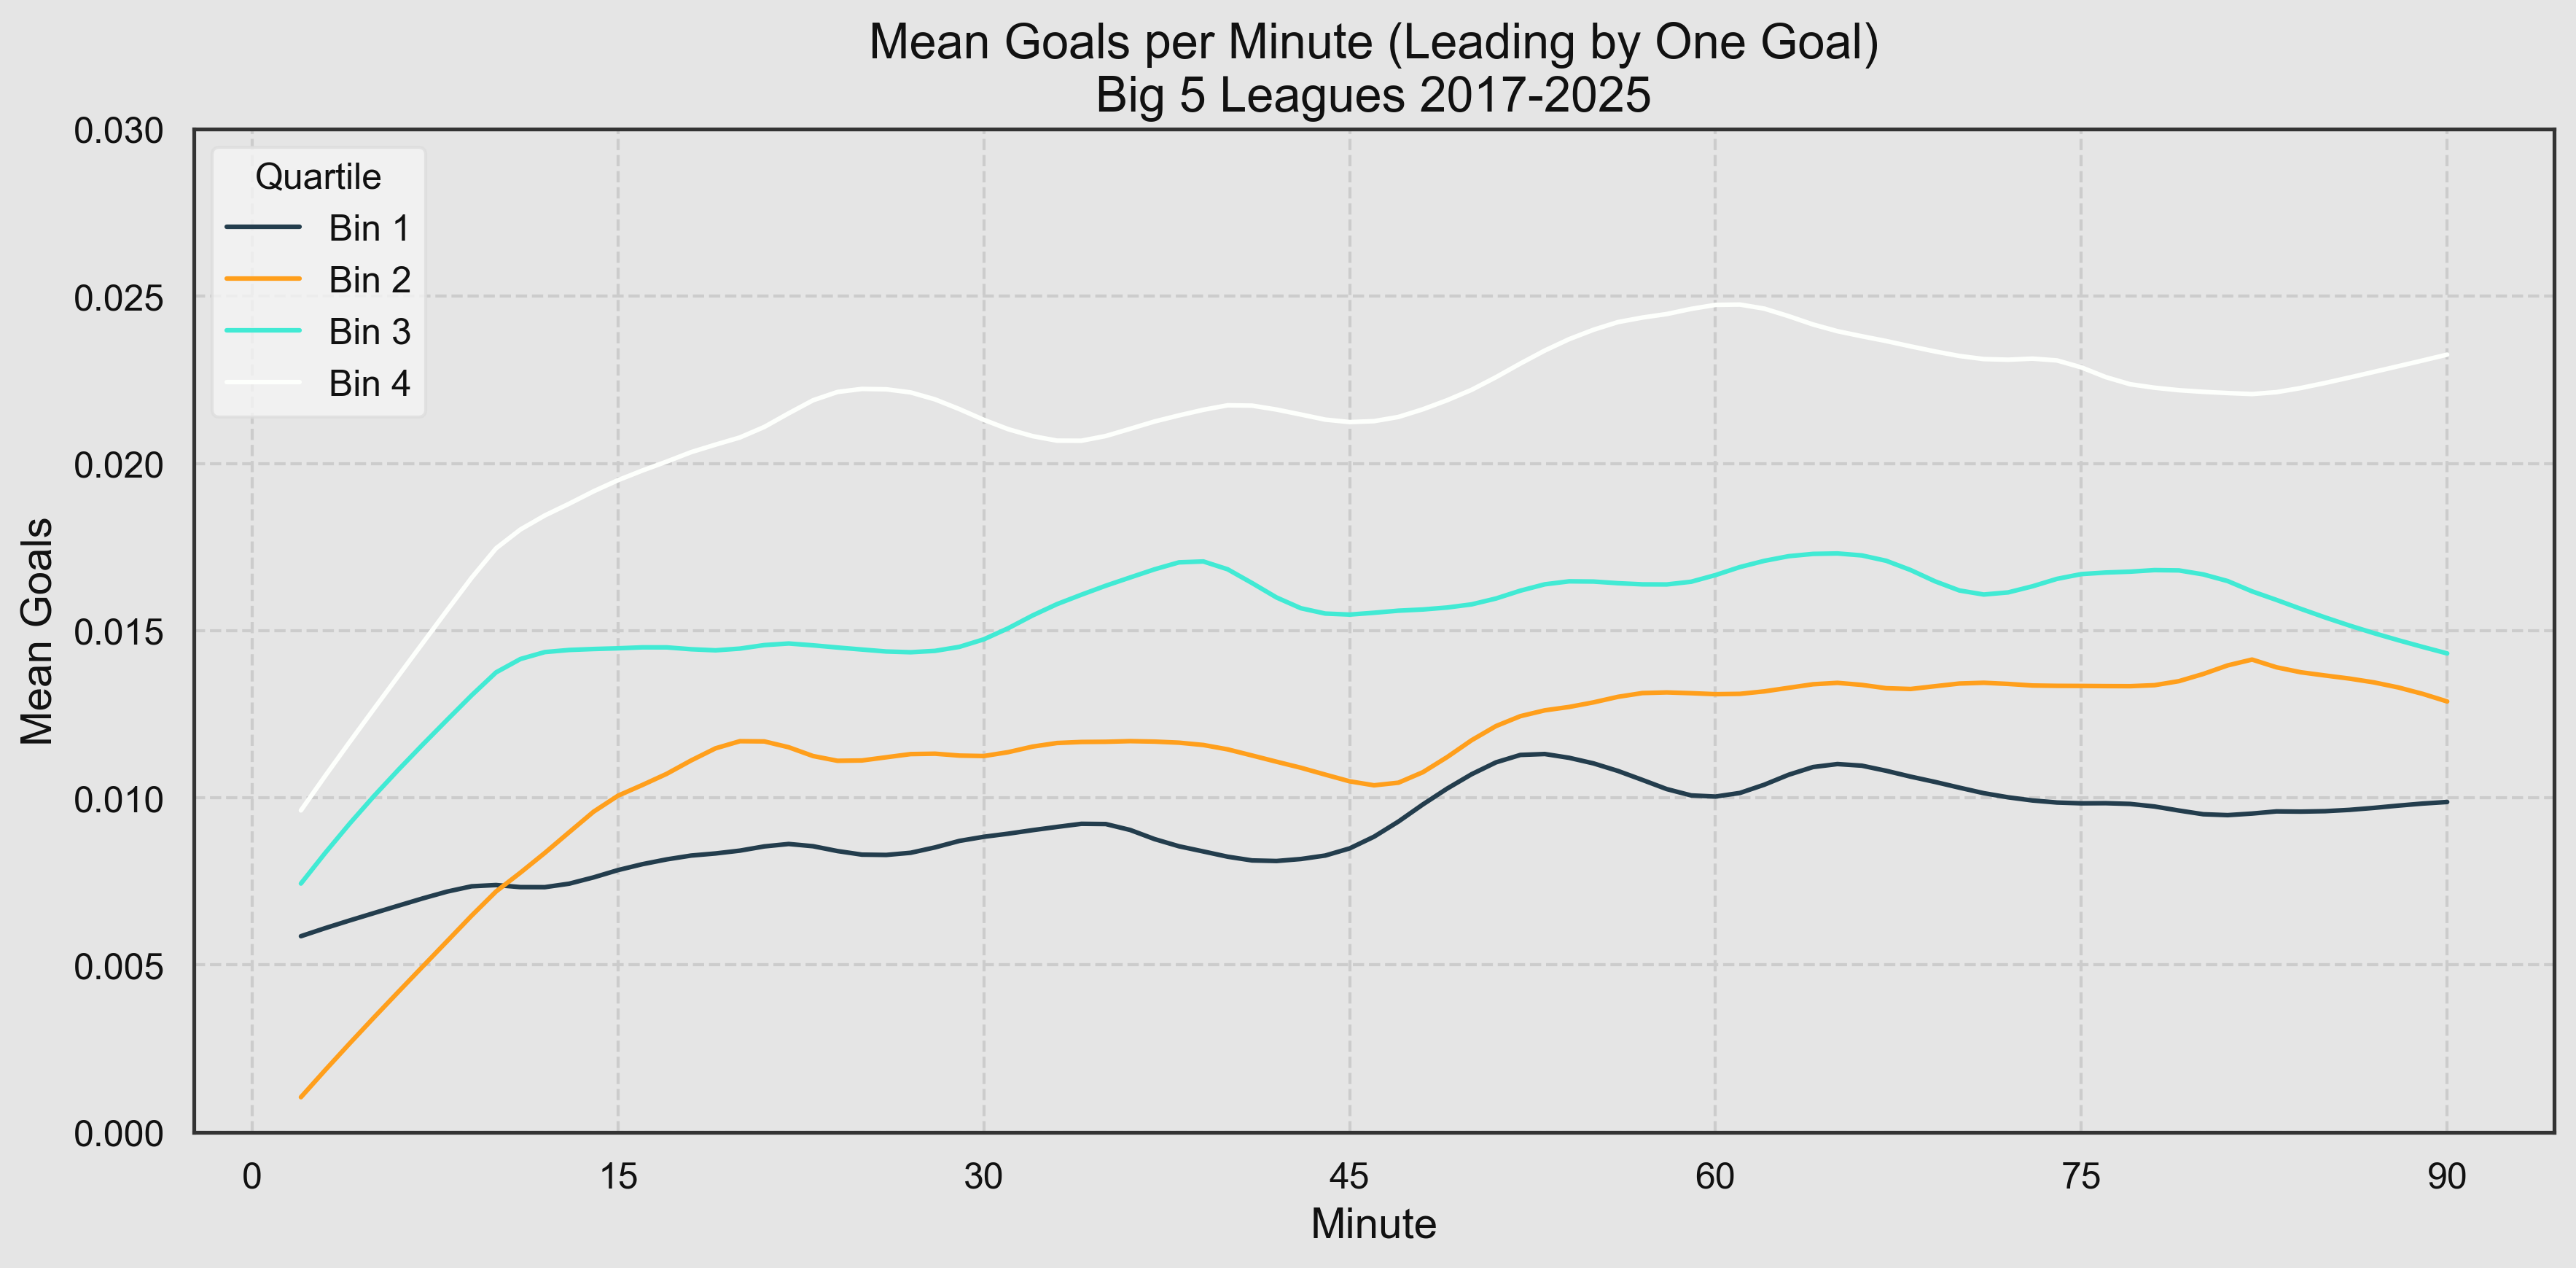 Mean Goals per Minute (Leading by One Goal)
Big 5 Leagues 2017-2025
0.030
0.025
0.020
0.015
0.010
0.005
0.000
Mean Goals
Quartile
Bin 1
Bin 2
Bin 3
Bin 4
0 15 30 45 60 75 90
Minute